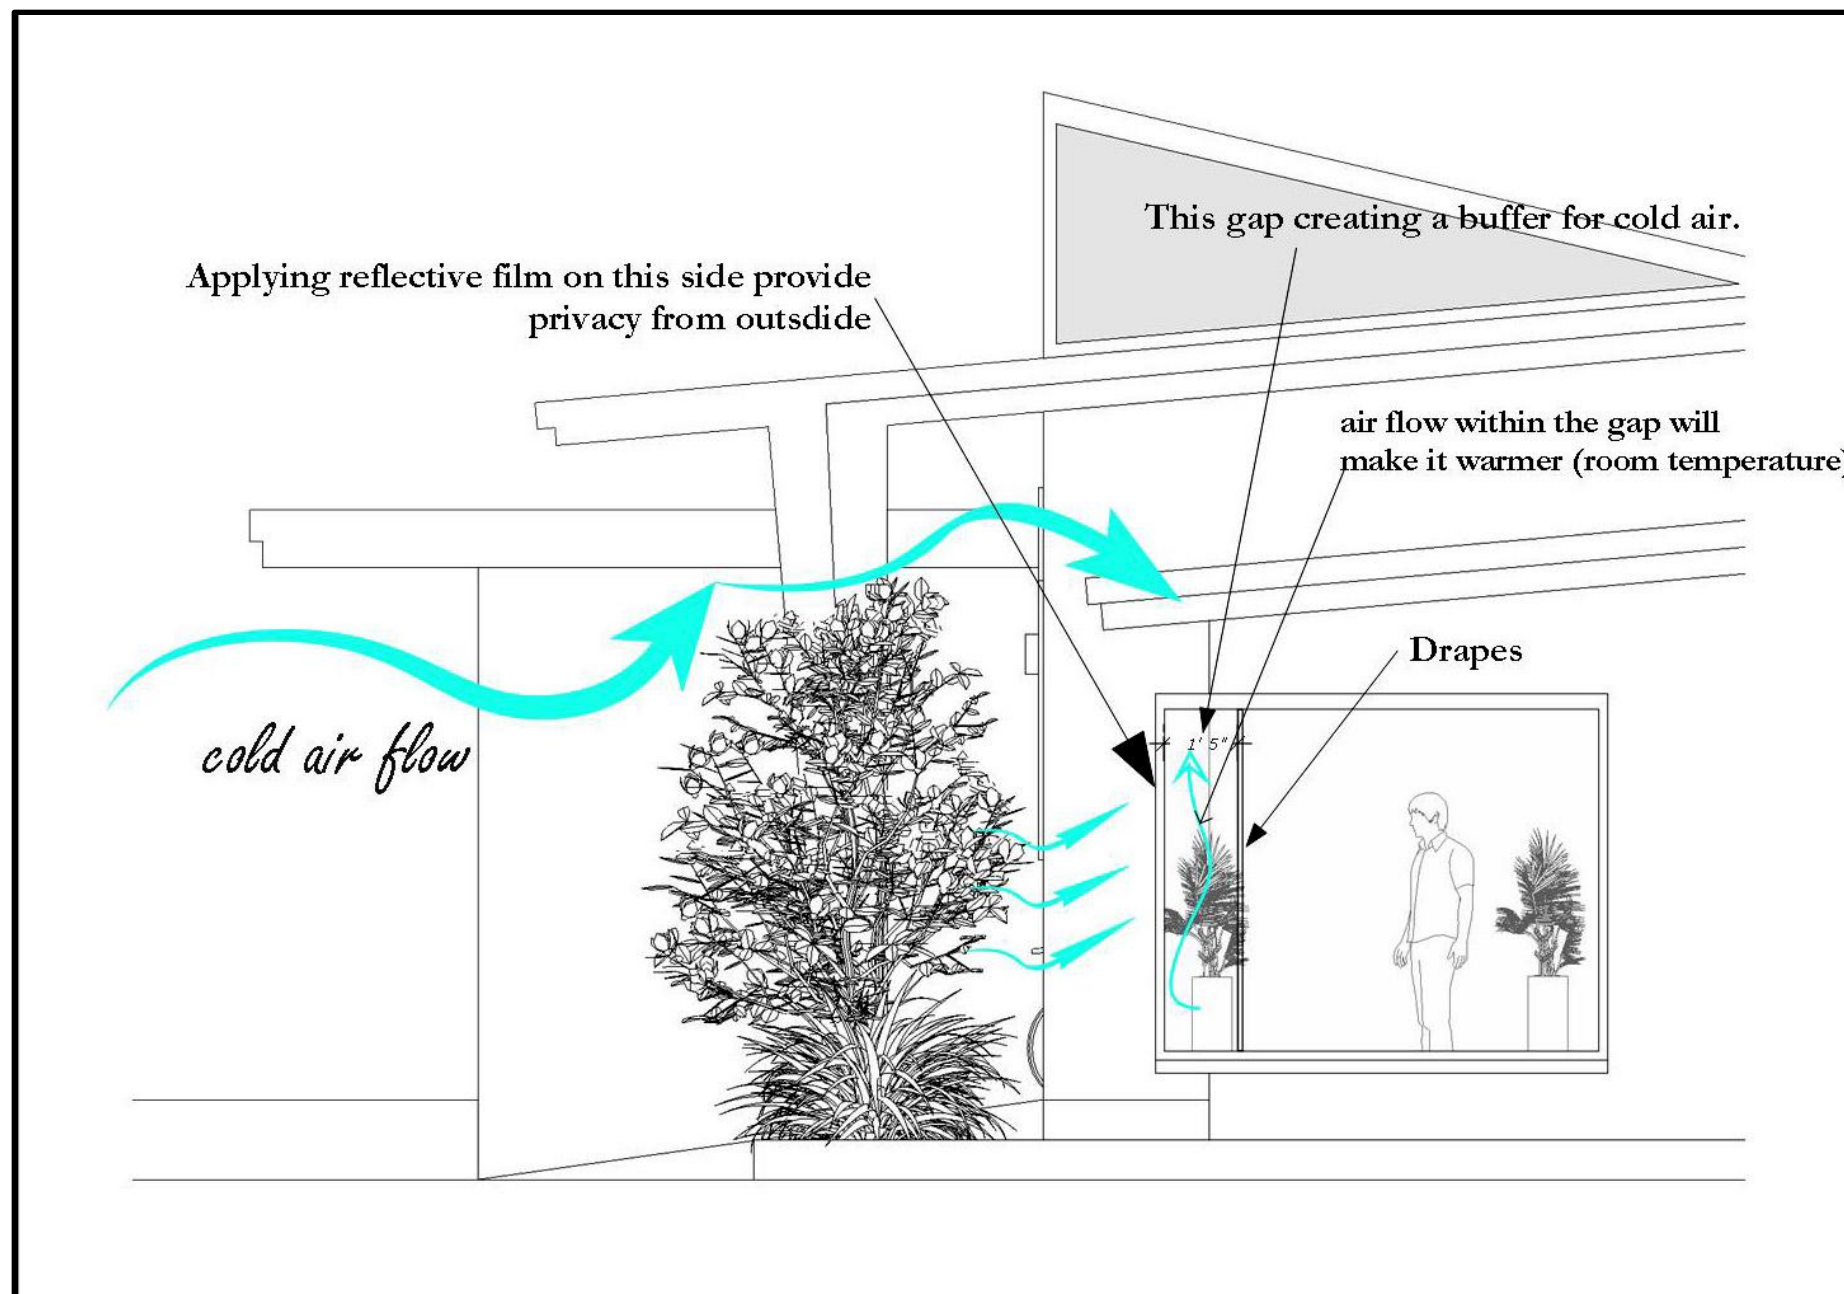 This gap creating a buffer for cold air.
Applying reflective film on this side provide
privacy from outsdide
air flow within the gap will
make it warmer (room temperature)
Drapes
cold air flow
1' 5"